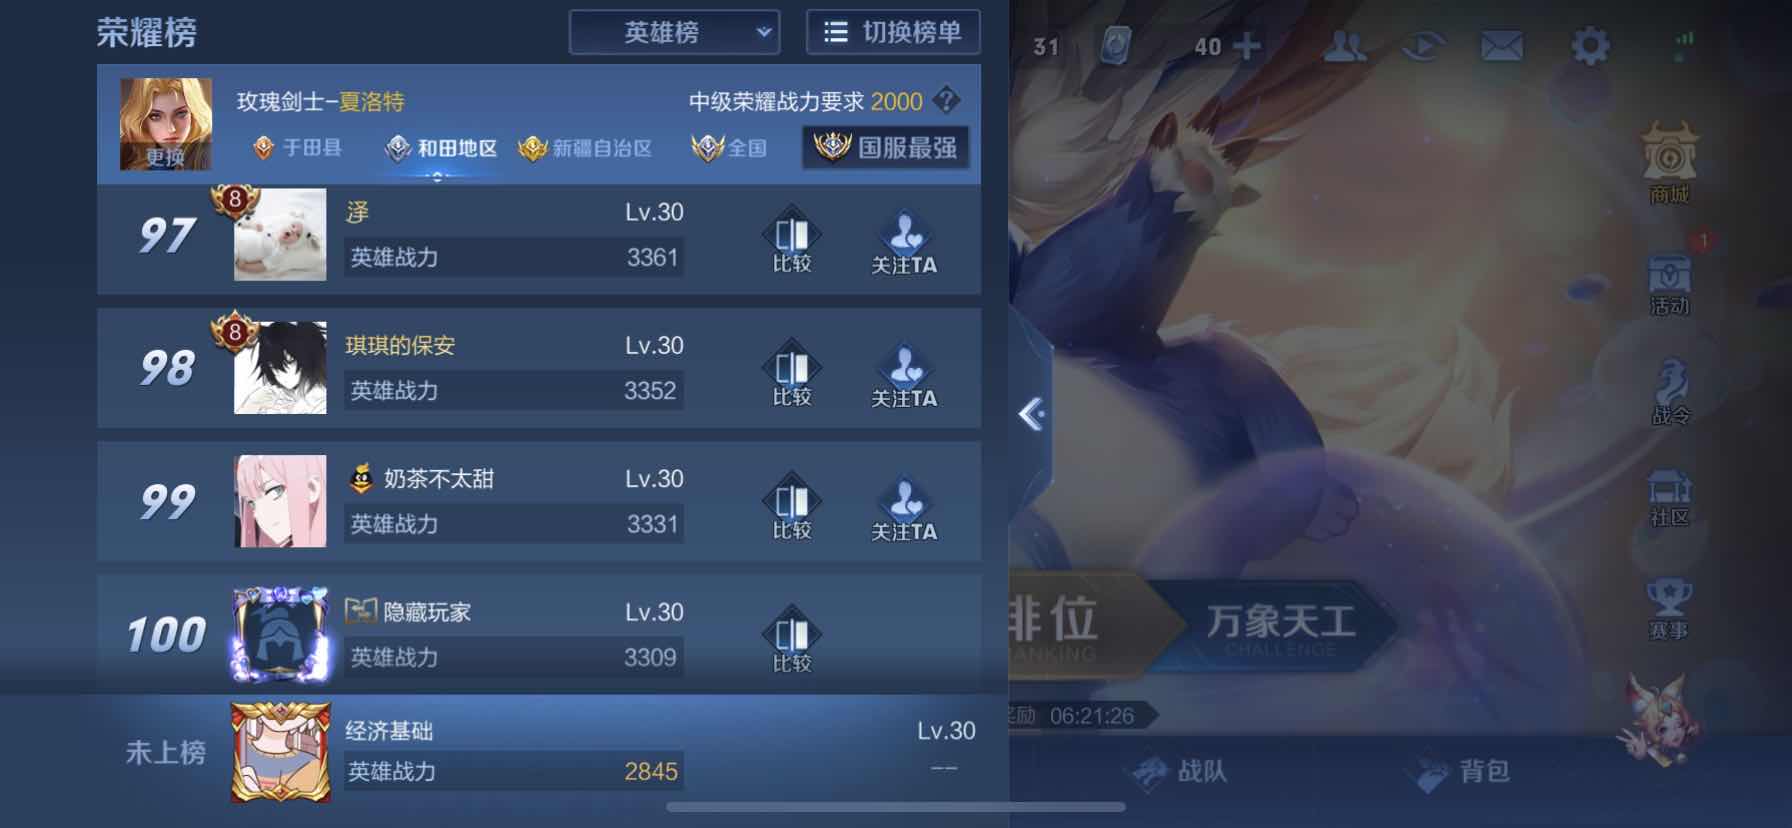 荣耀榜
英雄榜
切换榜单
31
40
玫瑰剑士-夏洛特
中级荣耀战力要求 2000 ?
更换
于田县
和田地区
新疆自治区
全国
国服最强
商城
97
8
泽
Lv.30
英雄战力
3361
比较
关注TA
1
活动
98
8
琪琪的保安
Lv.30
英雄战力
3352
比较
关注TA
战令
99
奶茶不太甜
Lv.30
英雄战力
3331
比较
关注TA
社区
100
隐藏玩家
Lv.30
英雄战力
3309
比较
排位
RANKING
万象天工
CHALLENGE
赛事
未上榜
经济基础
Lv.30
英雄战力
2845
--
奖励 06:21:26
战队
背包